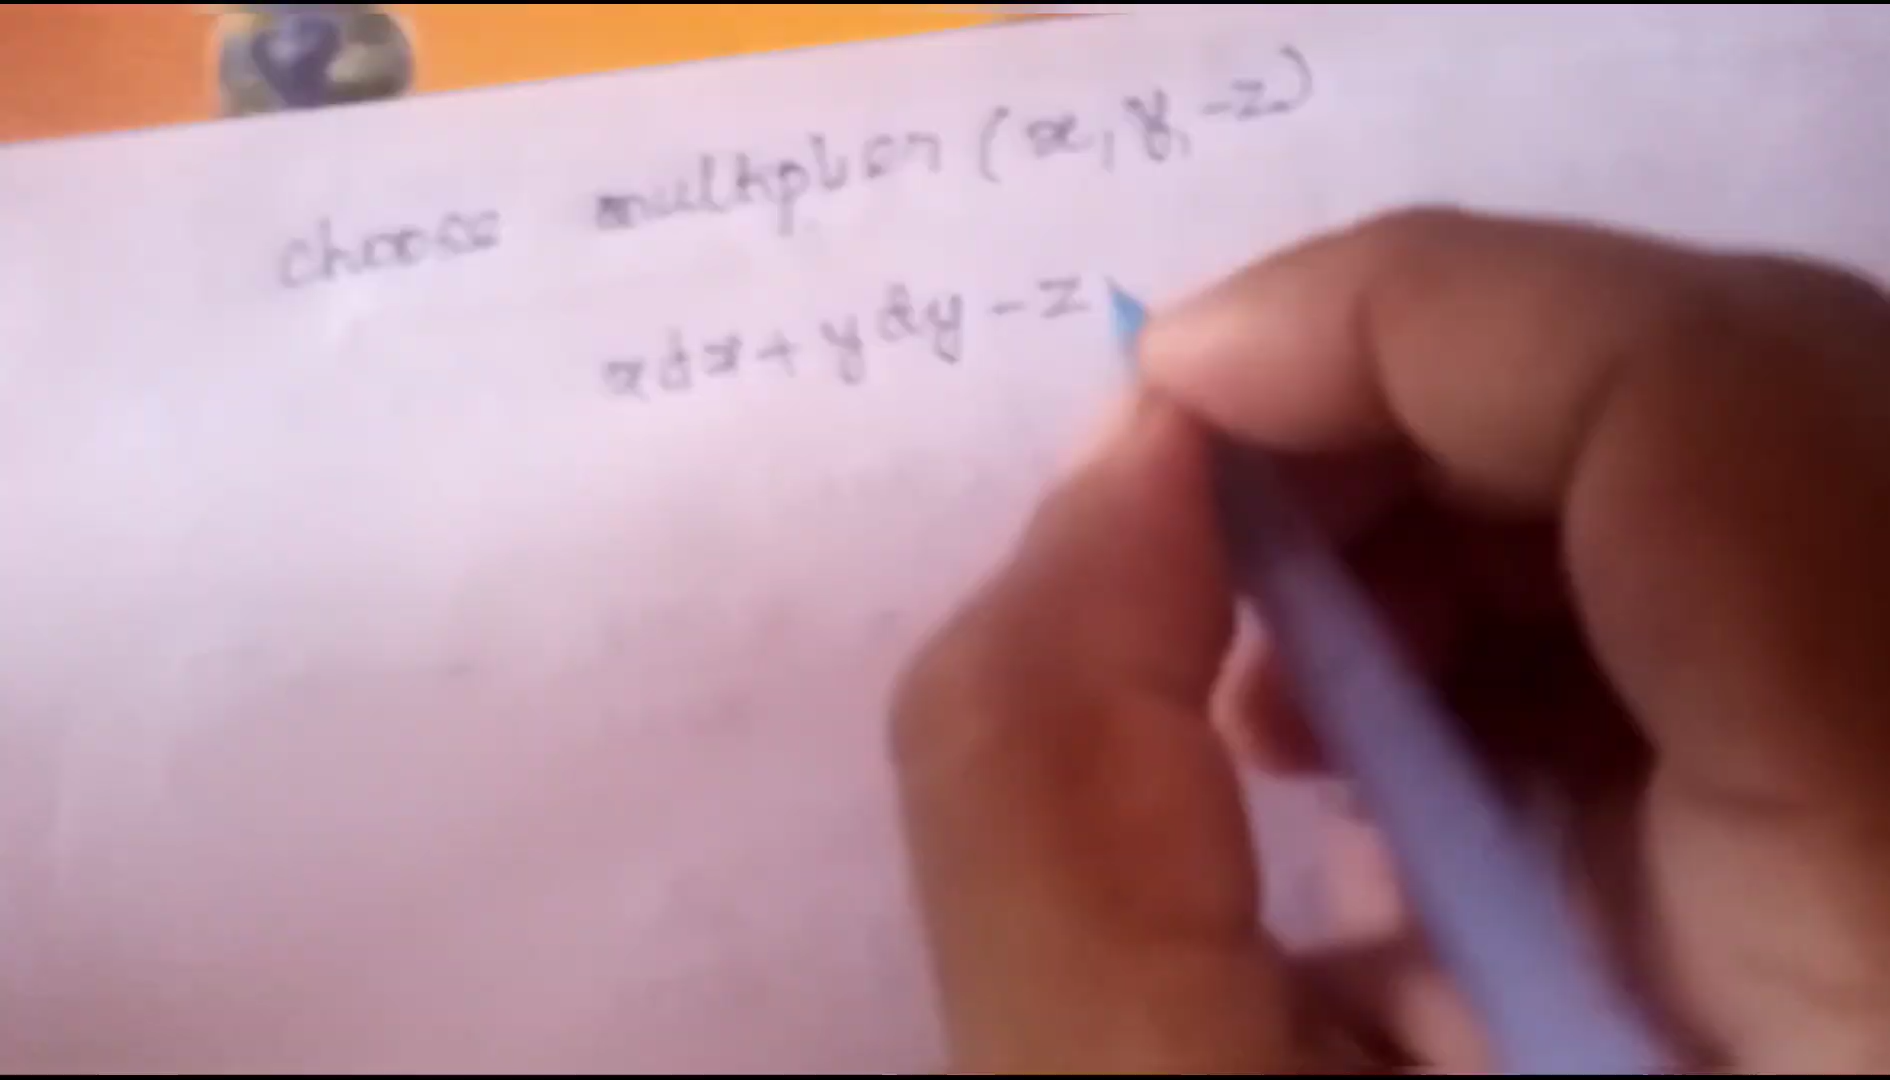 choose multiplier (x, y, -z)
xdx + ydy - z